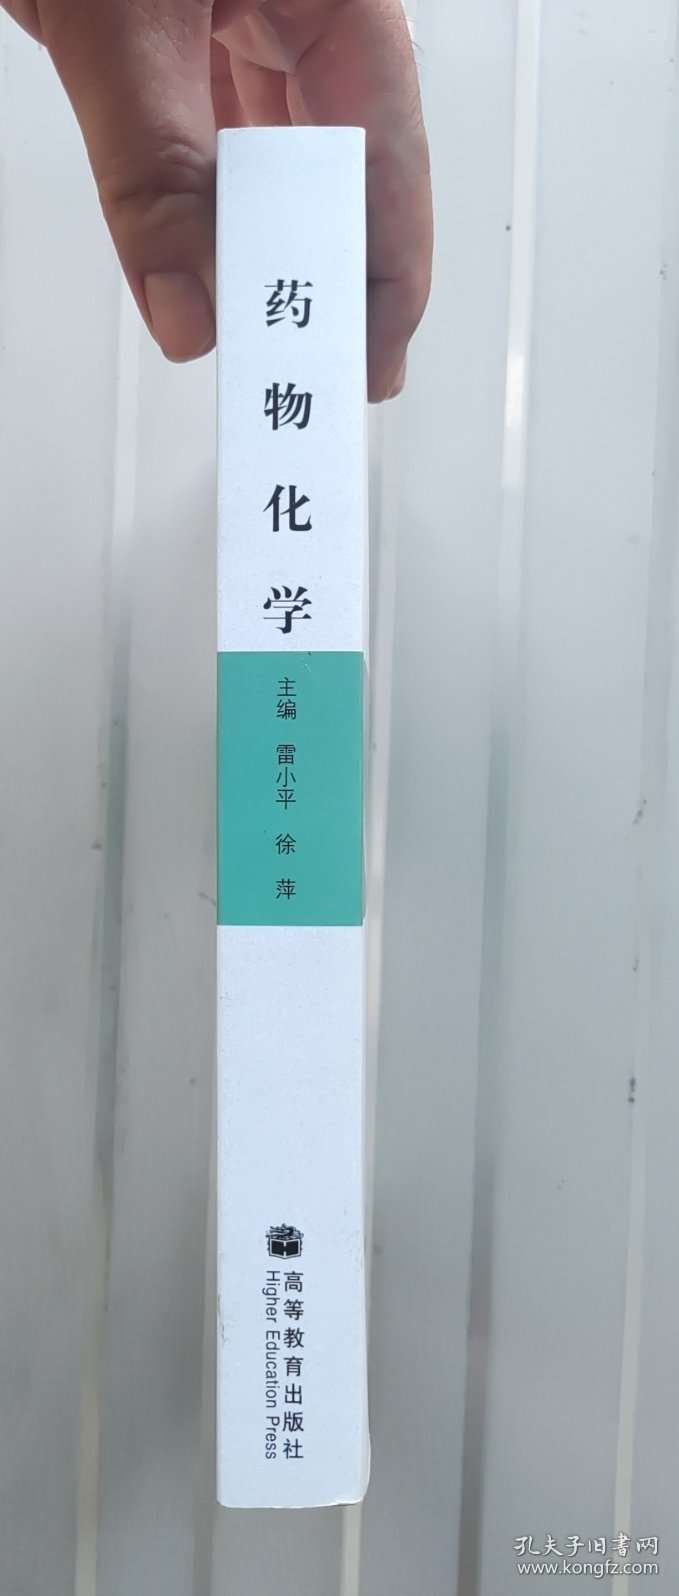 药物化学
主编 雷小平 徐 萍
高等教育出版社
Higher Education Press
孔夫子旧书网
www.kongfz.com